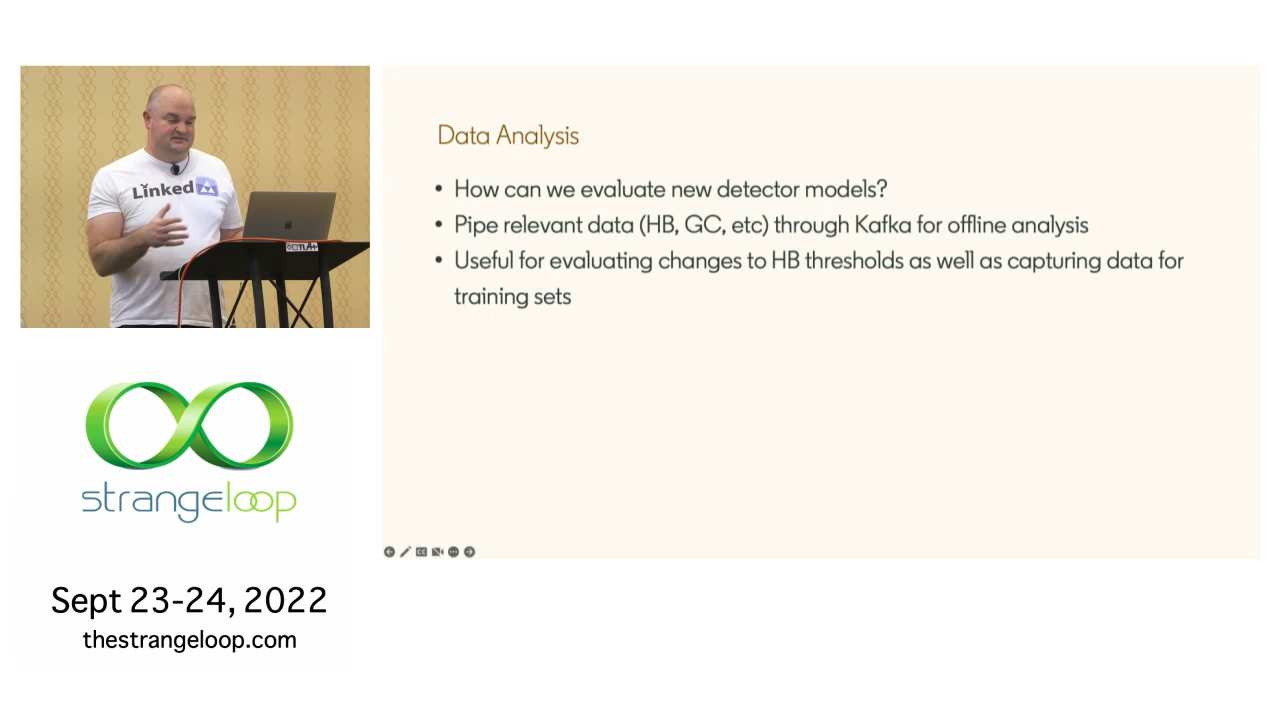 Linked
Data Analysis
• How can we evaluate new detector models?
• Pipe relevant data (HB, GC, etc) through Kafka for offline analysis
• Useful for evaluating changes to HB thresholds as well as capturing data for
training sets
strangeloop
Sept 23-24, 2022
thestrangeloop.com